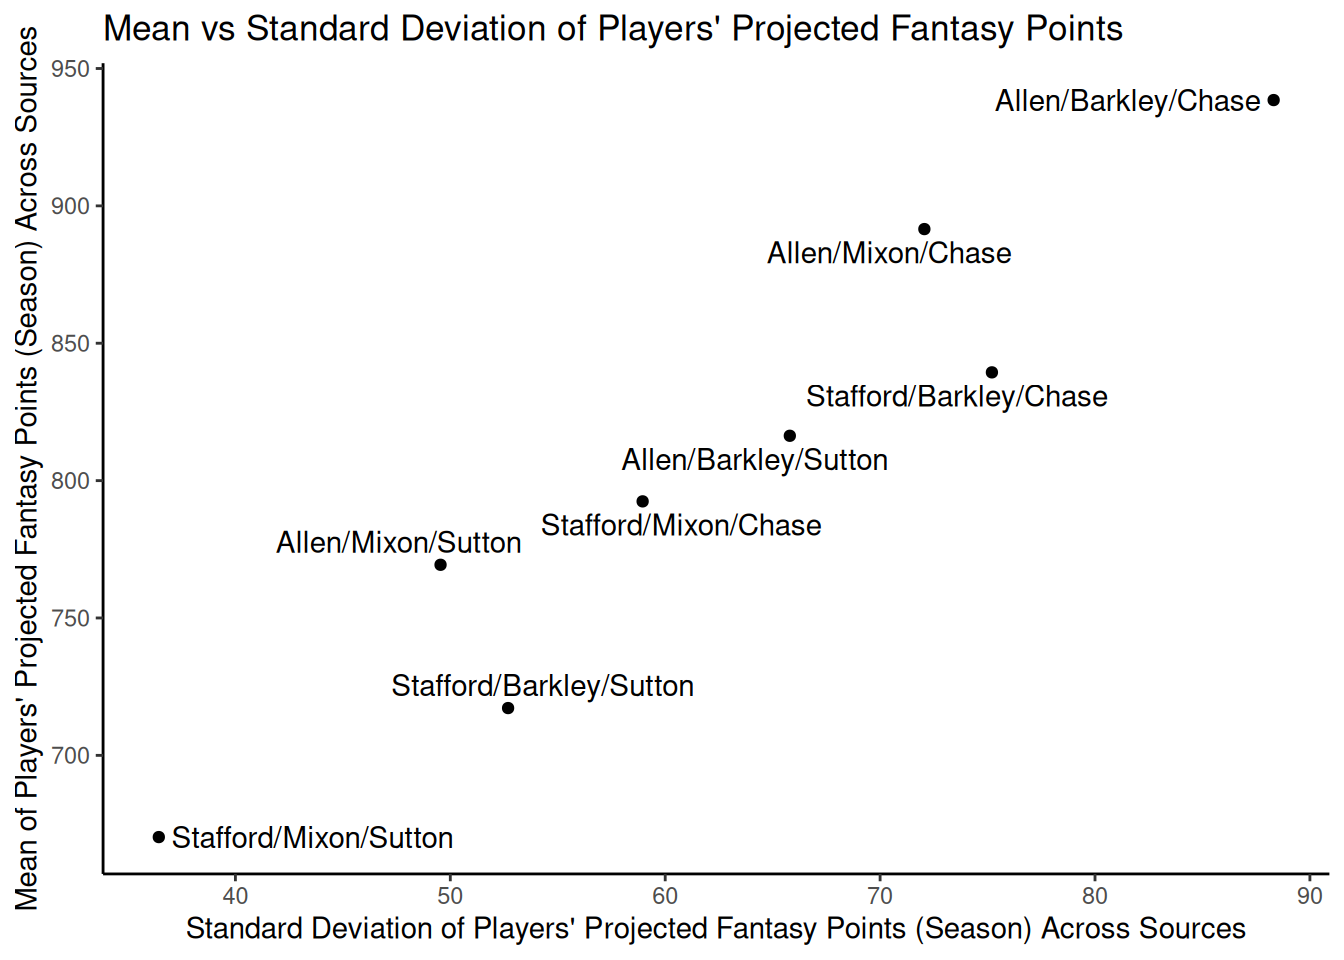 Mean vs Standard Deviation of Players' Projected Fantasy Points
Mean of Players' Projected Fantasy Points (Season) Across Sources
950
900
850
800
750
700
Allen/Barkley/Chase
Allen/Mixon/Chase
Stafford/Barkley/Chase
Allen/Barkley/Sutton
Stafford/Mixon/Chase
Allen/Mixon/Sutton
Stafford/Barkley/Sutton
Stafford/Mixon/Sutton
40
50
60
70
80
90
Standard Deviation of Players' Projected Fantasy Points (Season) Across Sources